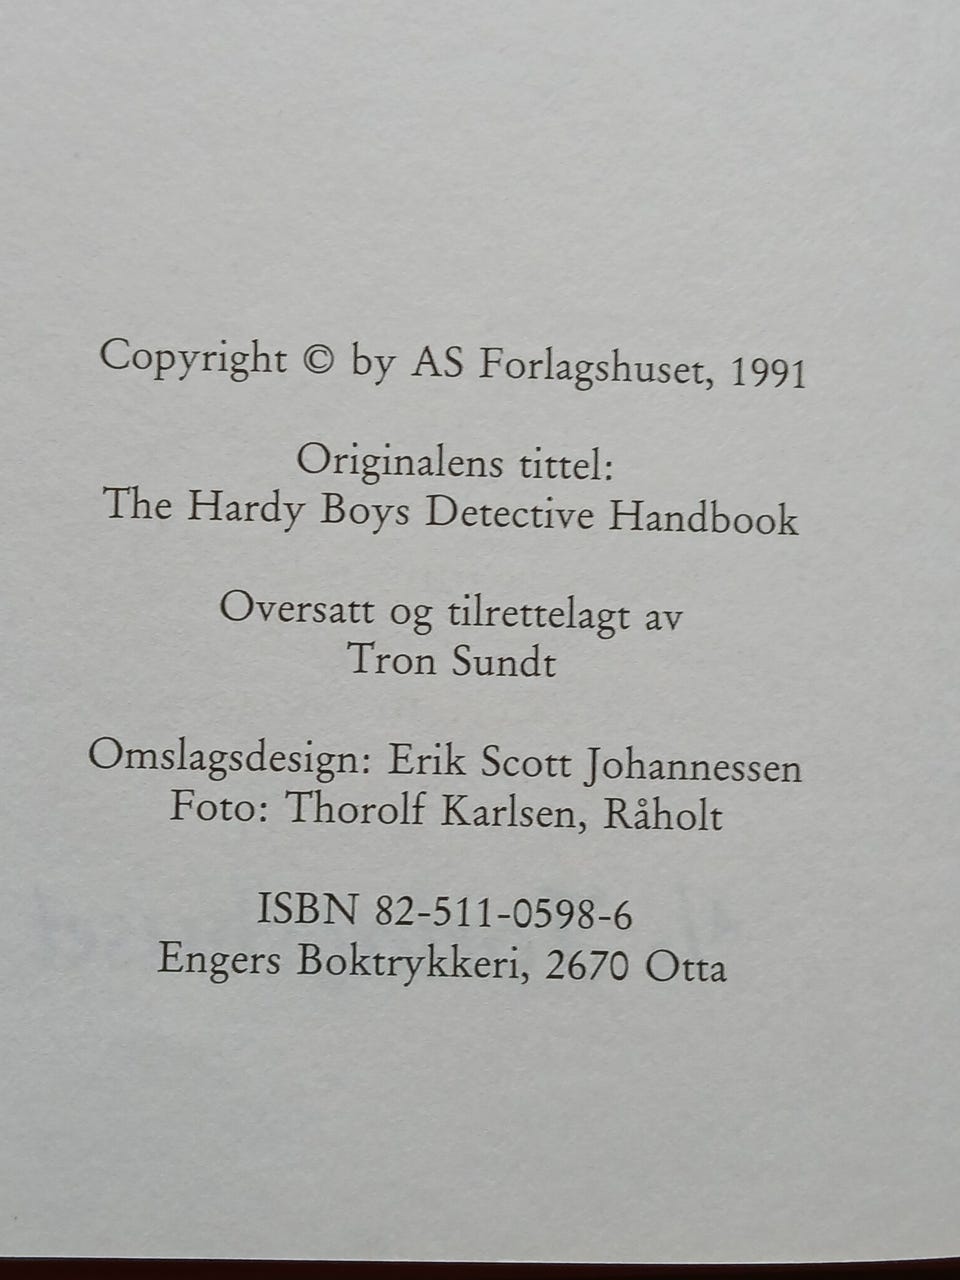 Copyright © by AS Forlagshuset, 1991
Originalens tittel:
The Hardy Boys Detective Handbook
Oversatt og tilrettelagt av
Tron Sundt
Omslagsdesign: Erik Scott Johannessen
Foto: Thorolf Karlsen, Råholt
ISBN 82-511-0598-6
Engers Boktrykkeri, 2670 Otta